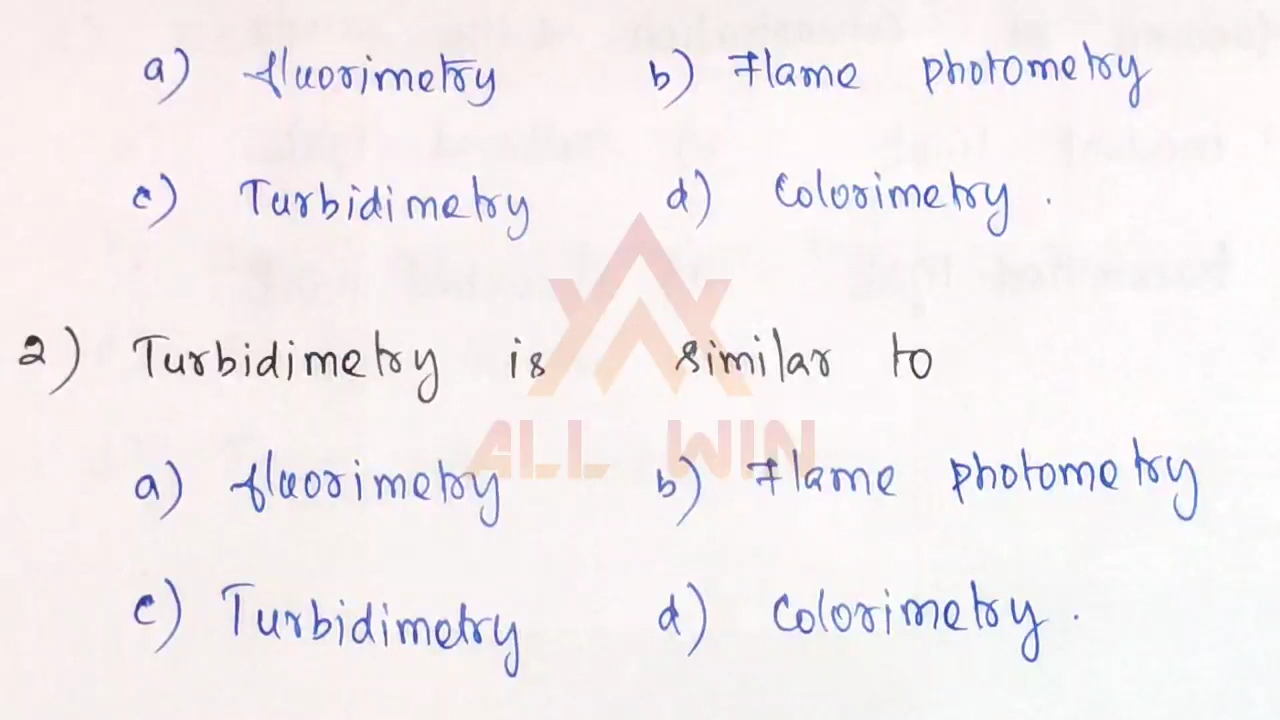 a) fluorimetry b) Flame photometry
c) Turbidimetry d) Colorimetry .
2) Turbidimetry is similar to
ALL WIN
a) fluorimetry b) Flame photometry
c) Turbidimetry d) Colorimetry .